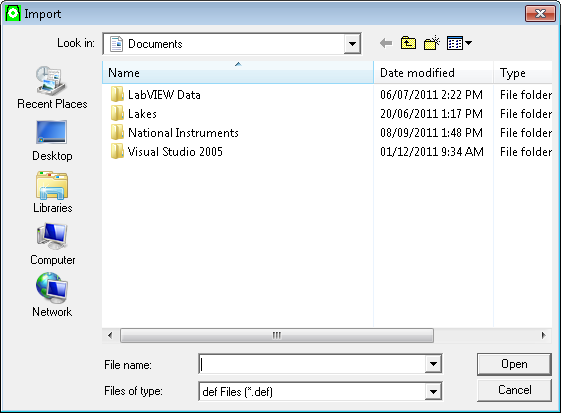 Import
Look in: Documents
Name Date modified Type
LabVIEW Data 06/07/2011 2:22 PM File folder
Lakes 20/06/2011 1:17 PM File folder
National Instruments 08/09/2011 1:48 PM File folder
Visual Studio 2005 01/12/2011 9:34 AM File folder
Recent Places
Desktop
Libraries
Computer
Network
File name: Open
Files of type: def Files (*.def) Cancel